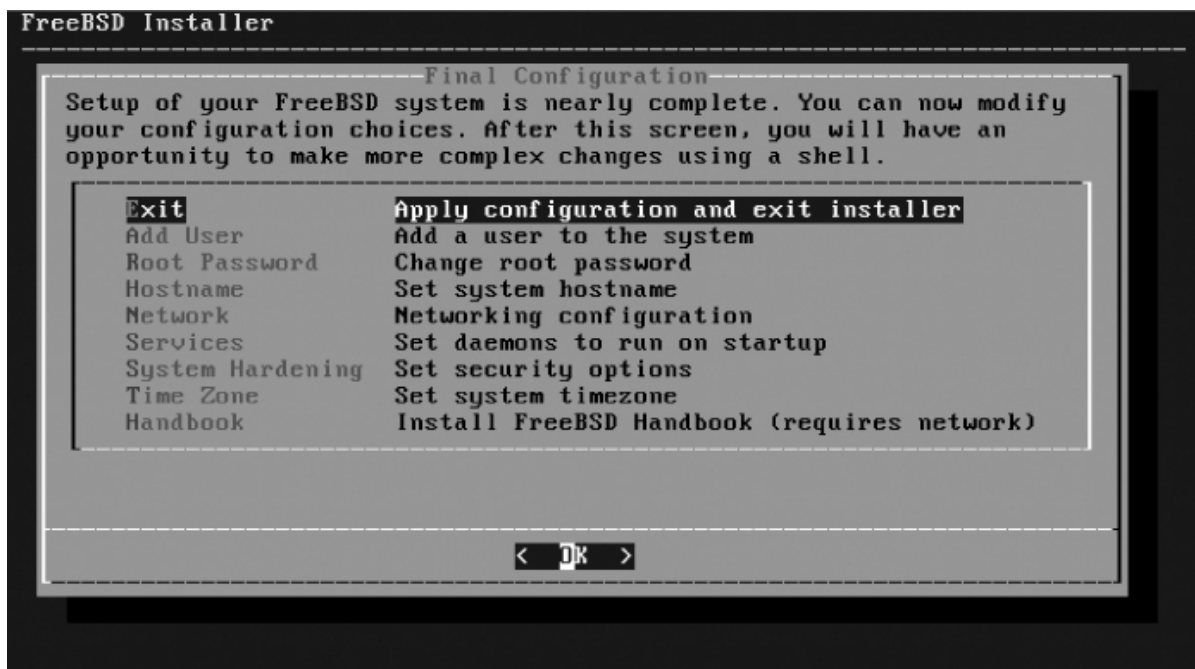 FreeBSD Installer
Final Configuration
Setup of your FreeBSD system is nearly complete. You can now modify
your configuration choices. After this screen, you will have an
opportunity to make more complex changes using a shell.
Exit Apply configuration and exit installer
Add User Add a user to the system
Root Password Change root password
Hostname Set system hostname
Network Networking configuration
Services Set daemons to run on startup
System Hardening Set security options
Time Zone Set system timezone
Handbook Install FreeBSD Handbook (requires network)
< OK >